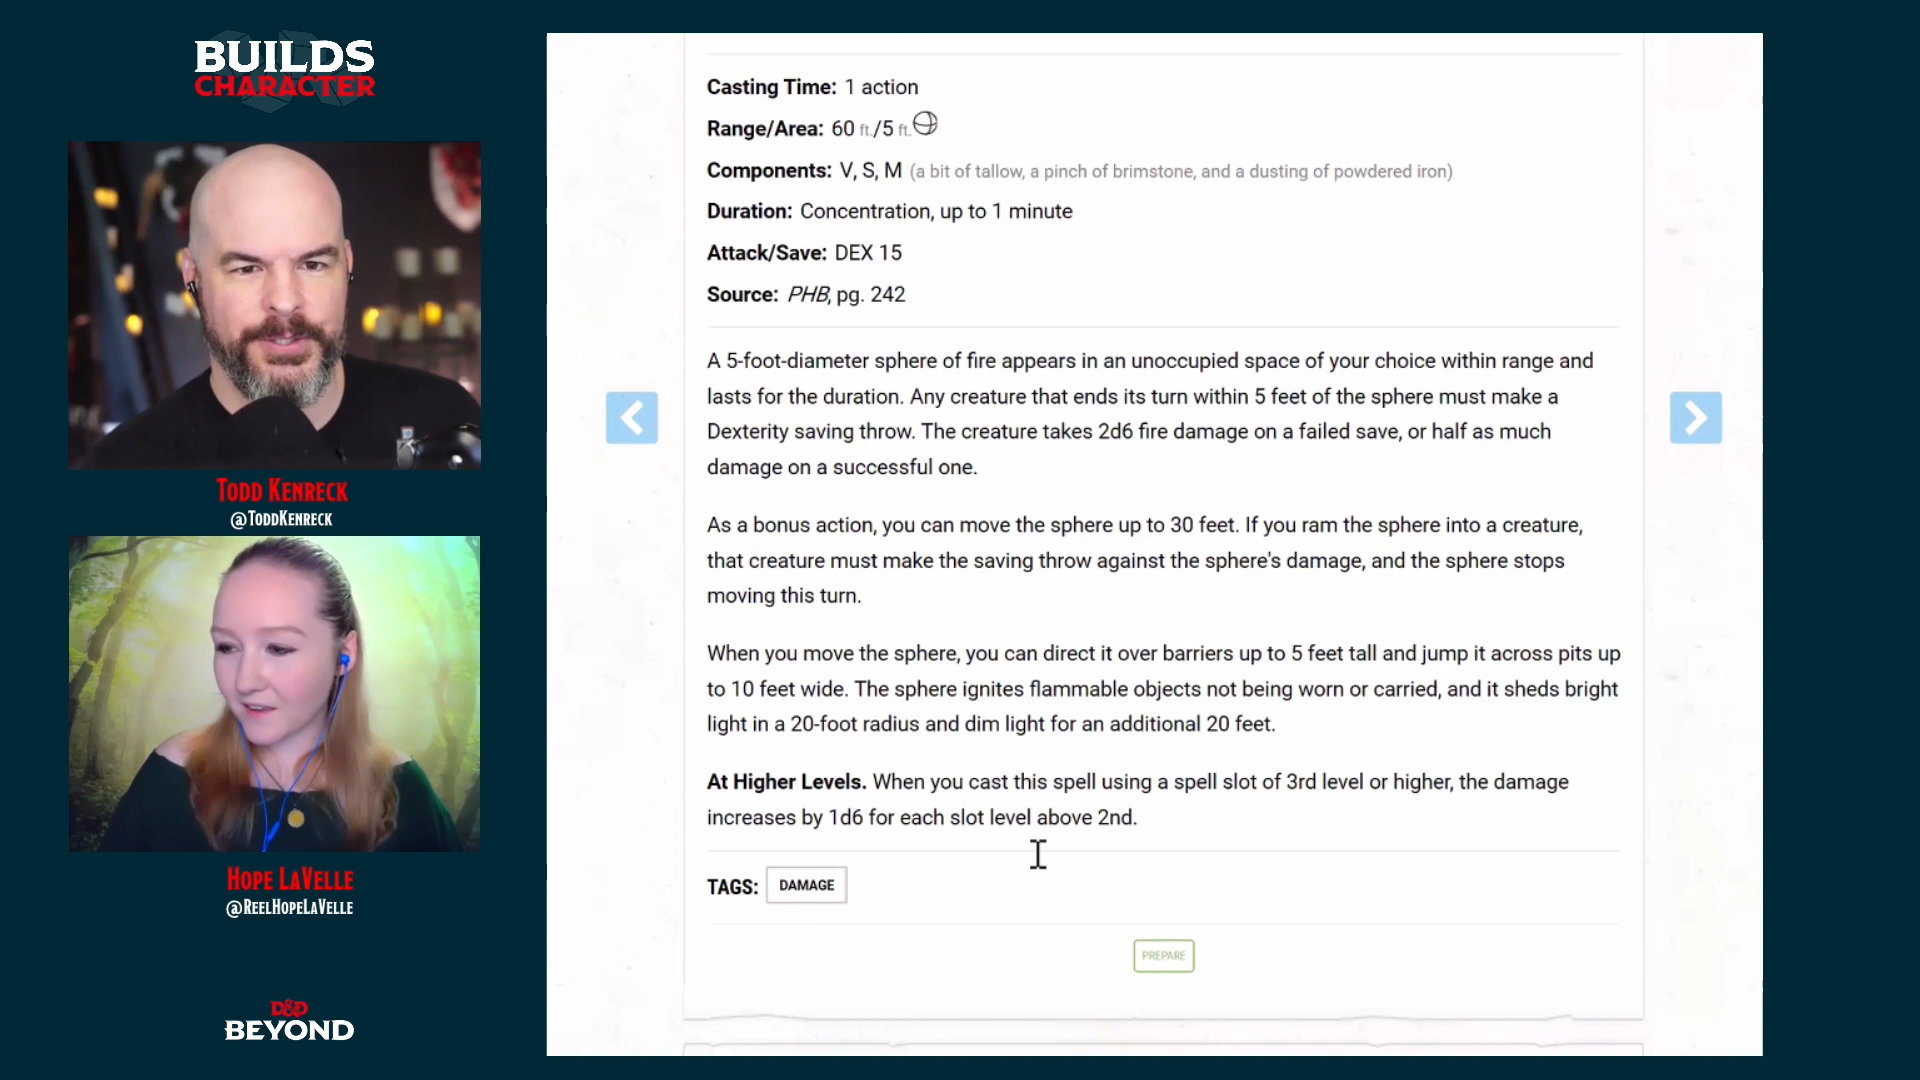 BUILDS
CHARACTER
TODD KENRECK
@TODDKENRECK
HOPE LAVELLE
@REELHOPELAVELLE
D&D
BEYOND
Casting Time: 1 action
Range/Area: 60 ft./5 ft.
Components: V, S, M (a bit of tallow, a pinch of brimstone, and a dusting of powdered iron)
Duration: Concentration, up to 1 minute
Attack/Save: DEX 15
Source: PHB, pg. 242
A 5-foot-diameter sphere of fire appears in an unoccupied space of your choice within range and
lasts for the duration. Any creature that ends its turn within 5 feet of the sphere must make a
Dexterity saving throw. The creature takes 2d6 fire damage on a failed save, or half as much
damage on a successful one.
As a bonus action, you can move the sphere up to 30 feet. If you ram the sphere into a creature,
that creature must make the saving throw against the sphere's damage, and the sphere stops
moving this turn.
When you move the sphere, you can direct it over barriers up to 5 feet tall and jump it across pits up
to 10 feet wide. The sphere ignites flammable objects not being worn or carried, and it sheds bright
light in a 20-foot radius and dim light for an additional 20 feet.
At Higher Levels. When you cast this spell using a spell slot of 3rd level or higher, the damage
increases by 1d6 for each slot level above 2nd.
TAGS: DAMAGE
PREPARE